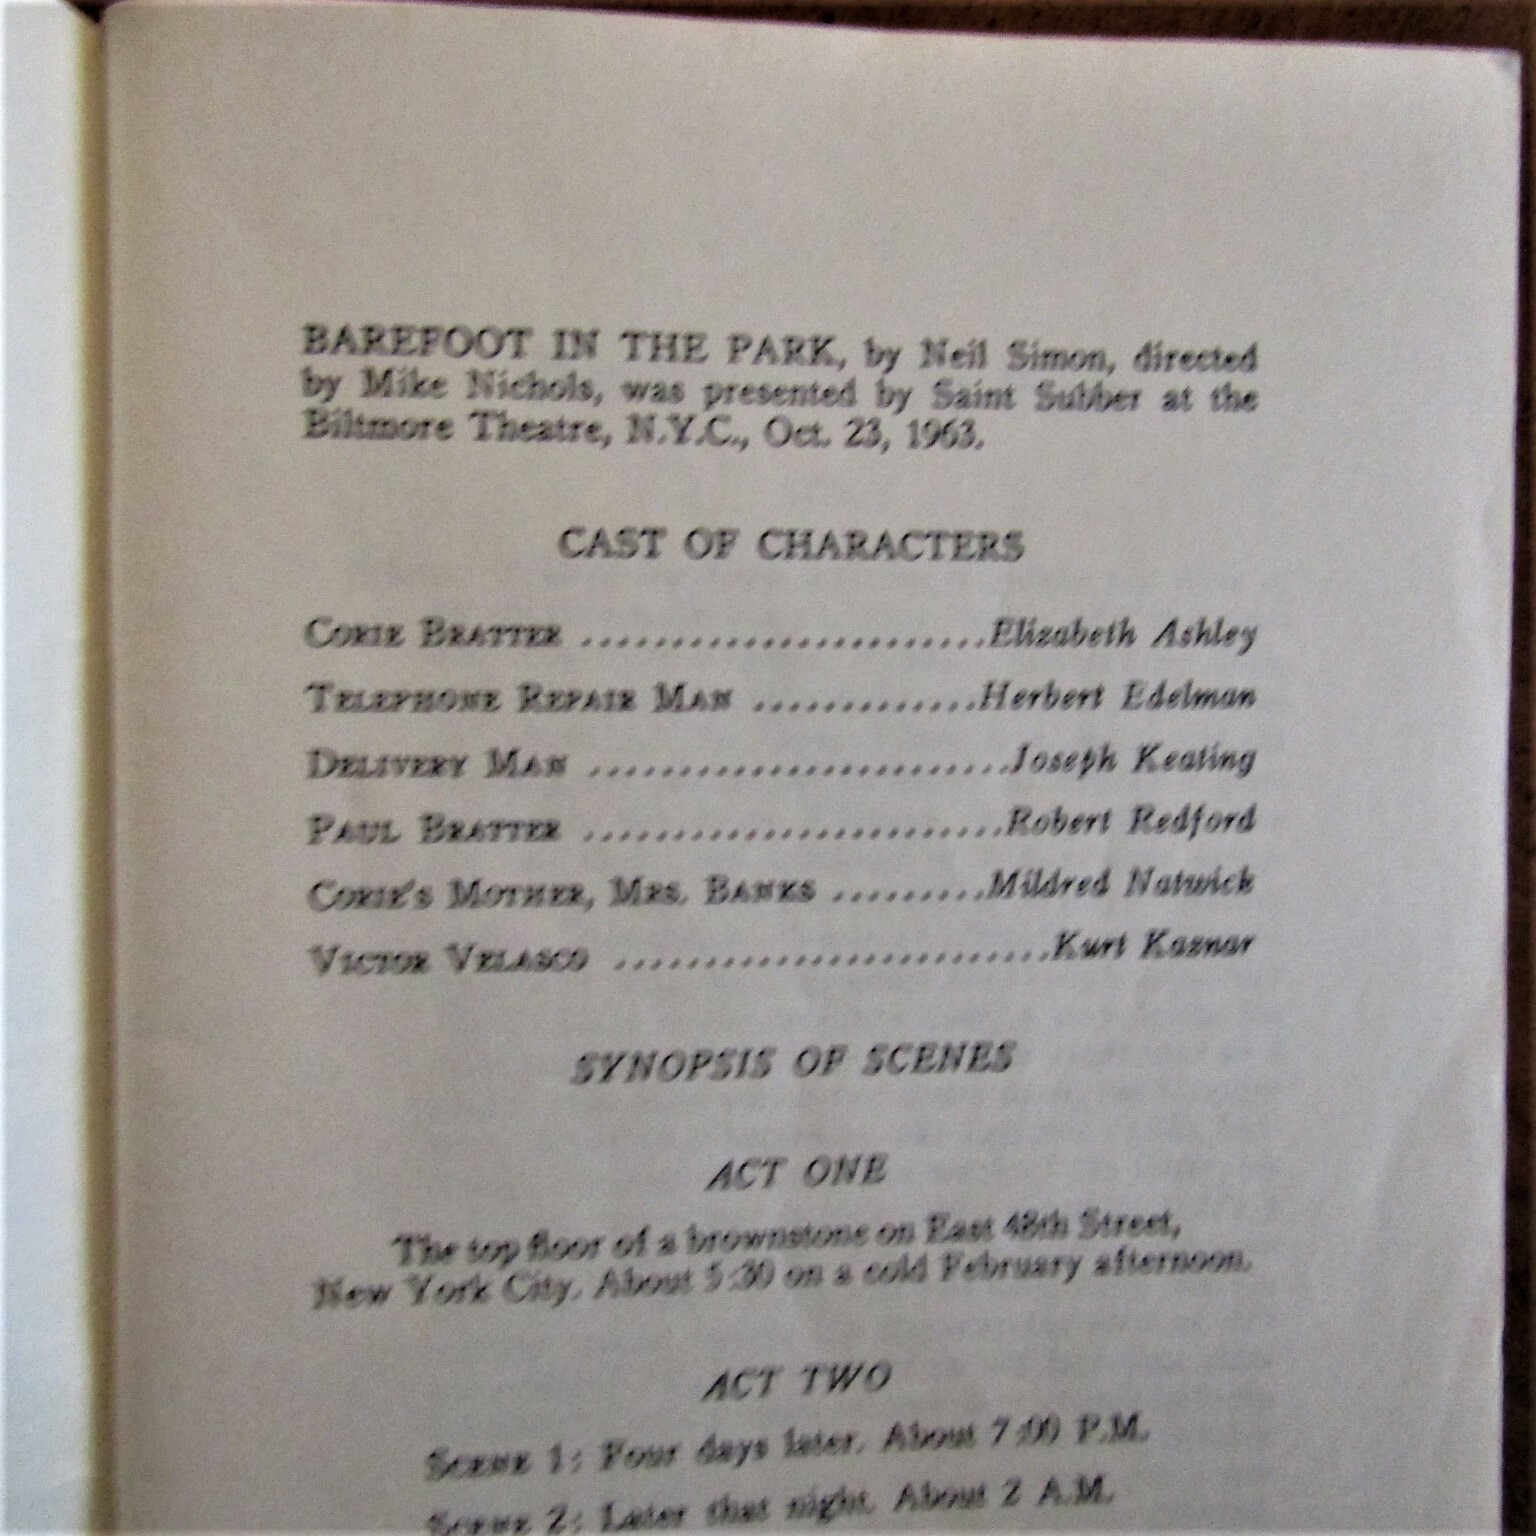 BAREFOOT IN THE PARK, by Neil Simon, directed
by Mike Nichols, was presented by Saint Subber at the
Biltmore Theatre, N.Y.C., Oct. 23, 1963.
CAST OF CHARACTERS
CORIE BRATTER .......................Elizabeth Ashley
TELEPHONE REPAIR MAN .............Herbert Edelman
DELIVERY MAN ........................Joseph Keating
PAUL BRATTER ........................Robert Redford
CORIE'S MOTHER, MRS. BANKS .........Mildred Natwick
VICTOR VELASCO .........................Kurt Kaznar
SYNOPSIS OF SCENES
ACT ONE
The top floor of a brownstone on East 48th Street,
New York City. About 5:30 on a cold February afternoon.
ACT TWO
SCENE 1: Four days later. About 7:00 P.M.
SCENE 2: Later that night. About 2 A.M.